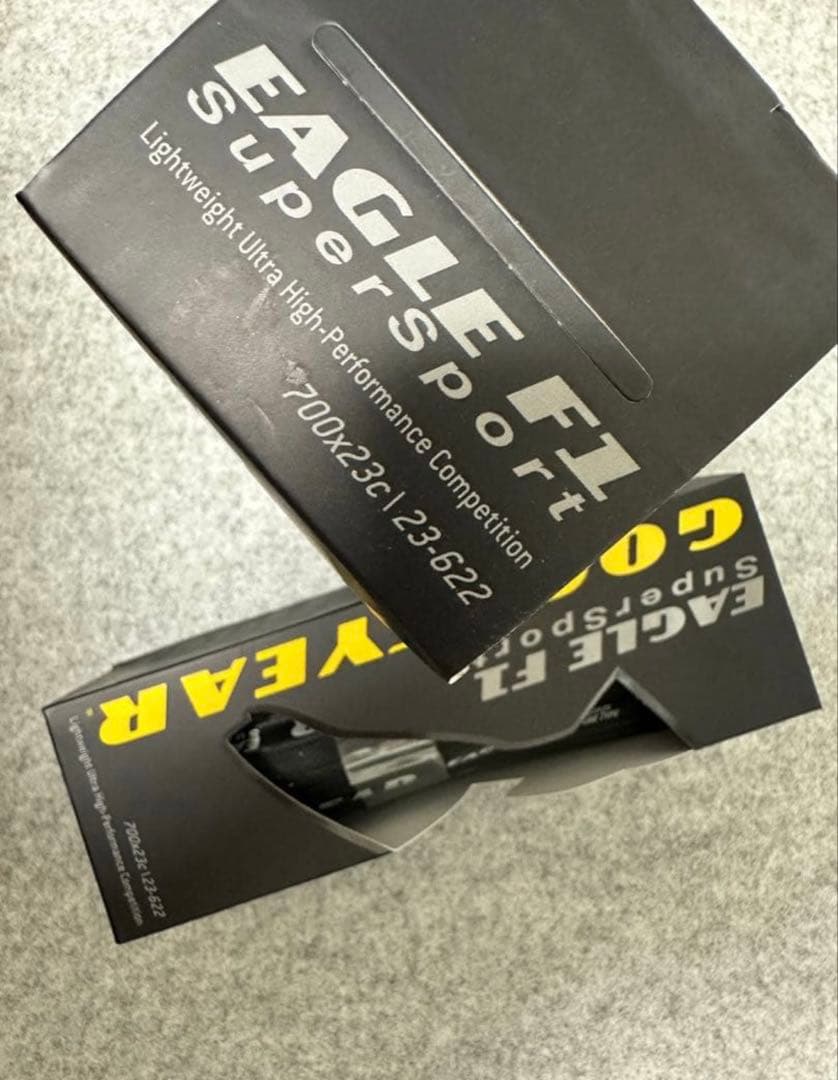 EAGLE F1
SuperSport
Lightweight Ultra High-Performance Competition
700x23c | 23-622
EAGLE F1
SuperSport
YEAR
Lightweight Ultra High-Performance Competition
700x23c | 23-622